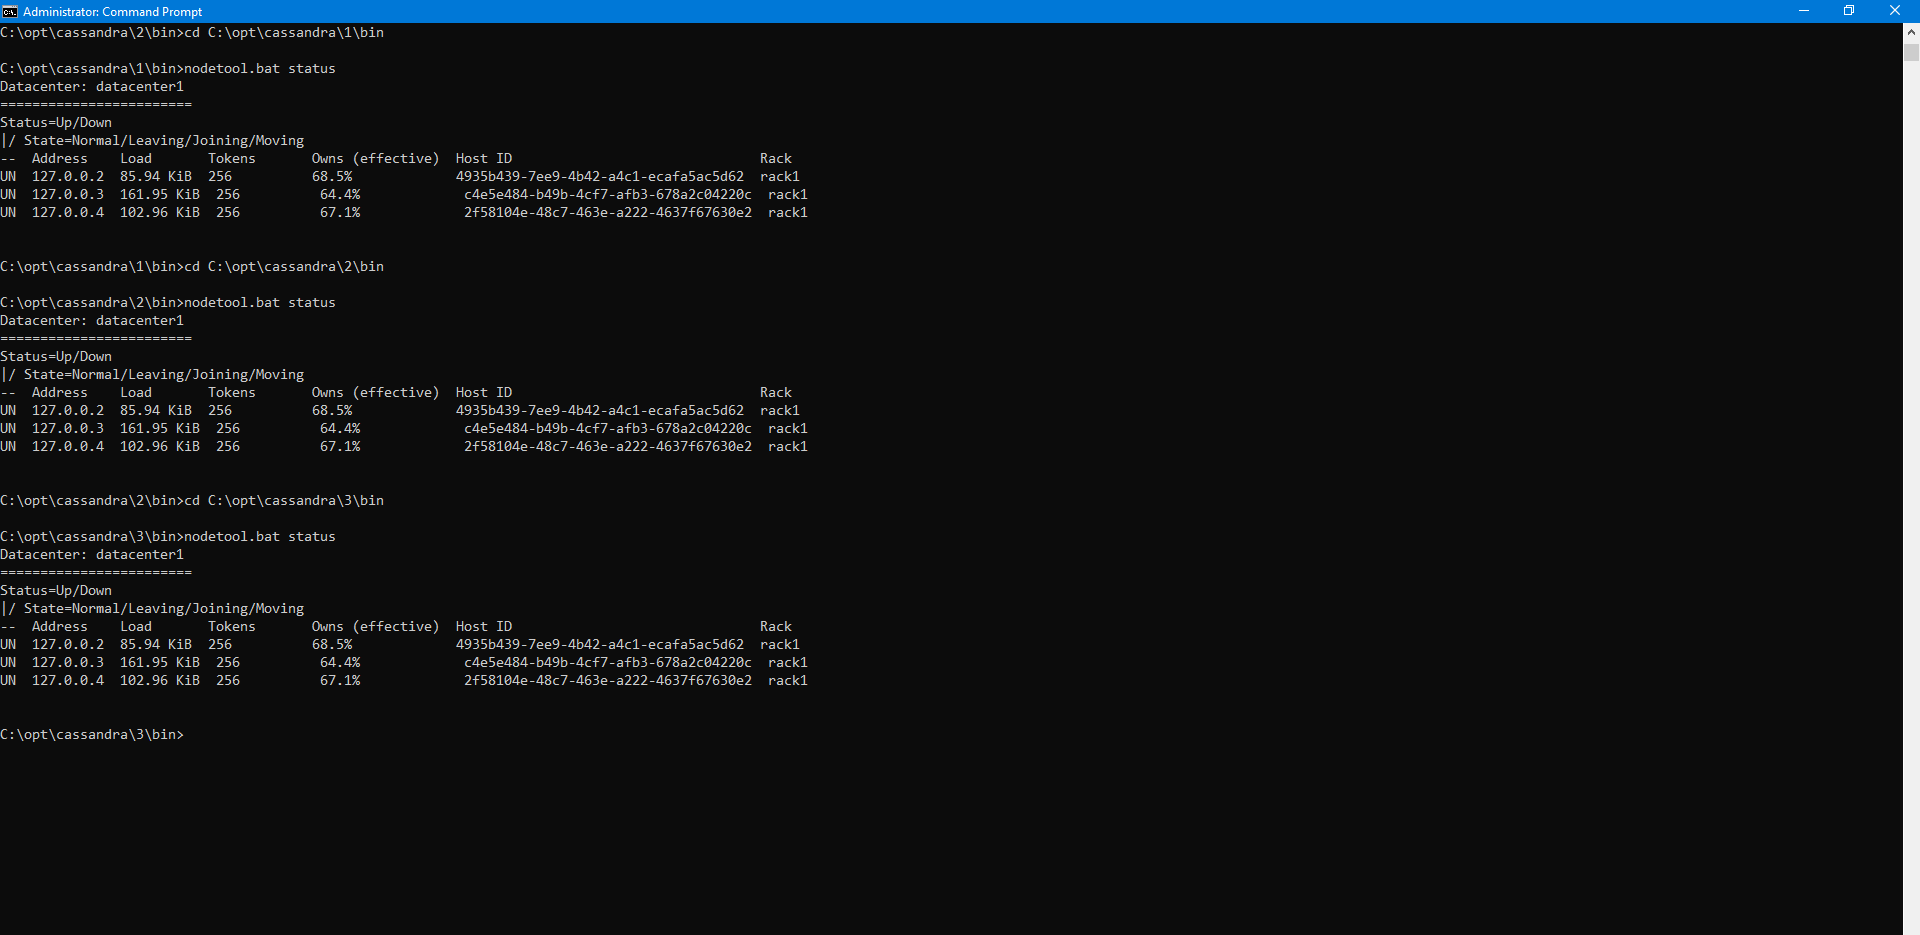 Administrator: Command Prompt
C:\opt\cassandra\2\bin>cd C:\opt\cassandra\1\bin
C:\opt\cassandra\1\bin>nodetool.bat status
Datacenter: datacenter1
========================
Status=Up/Down
|/ State=Normal/Leaving/Joining/Moving
--  Address    Load       Tokens       Owns (effective)  Host ID                               Rack
UN  127.0.0.2  85.94 KiB  256          68.5%             4935b439-7ee9-4b42-a4c1-ecafa5ac5d62  rack1
UN  127.0.0.3  161.95 KiB  256          64.4%             c4e5e484-b49b-4cf7-afb3-678a2c04220c  rack1
UN  127.0.0.4  102.96 KiB  256          67.1%             2f58104e-48c7-463e-a222-4637f67630e2  rack1
C:\opt\cassandra\1\bin>cd C:\opt\cassandra\2\bin
C:\opt\cassandra\2\bin>nodetool.bat status
Datacenter: datacenter1
========================
Status=Up/Down
|/ State=Normal/Leaving/Joining/Moving
--  Address    Load       Tokens       Owns (effective)  Host ID                               Rack
UN  127.0.0.2  85.94 KiB  256          68.5%             4935b439-7ee9-4b42-a4c1-ecafa5ac5d62  rack1
UN  127.0.0.3  161.95 KiB  256          64.4%             c4e5e484-b49b-4cf7-afb3-678a2c04220c  rack1
UN  127.0.0.4  102.96 KiB  256          67.1%             2f58104e-48c7-463e-a222-4637f67630e2  rack1
C:\opt\cassandra\2\bin>cd C:\opt\cassandra\3\bin
C:\opt\cassandra\3\bin>nodetool.bat status
Datacenter: datacenter1
========================
Status=Up/Down
|/ State=Normal/Leaving/Joining/Moving
--  Address    Load       Tokens       Owns (effective)  Host ID                               Rack
UN  127.0.0.2  85.94 KiB  256          68.5%             4935b439-7ee9-4b42-a4c1-ecafa5ac5d62  rack1
UN  127.0.0.3  161.95 KiB  256          64.4%             c4e5e484-b49b-4cf7-afb3-678a2c04220c  rack1
UN  127.0.0.4  102.96 KiB  256          67.1%             2f58104e-48c7-463e-a222-4637f67630e2  rack1
C:\opt\cassandra\3\bin>